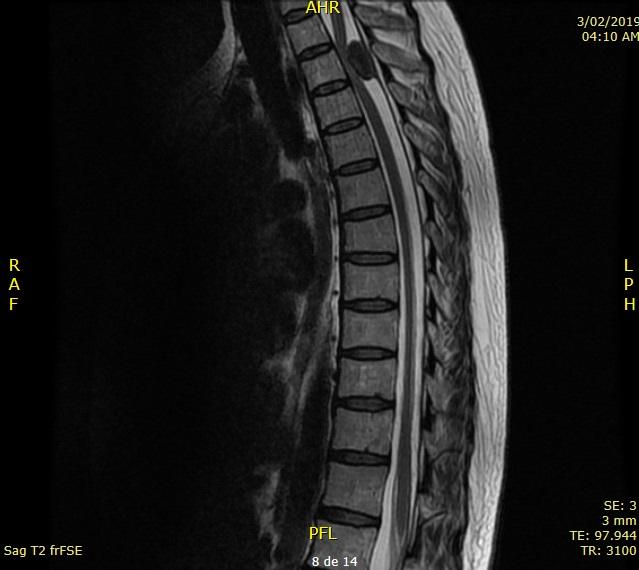 AHR
3/02/2019
04:10 AM
R
A
F
L
P
H
PFL
SE: 3
3 mm
TE: 97.944
TR: 3100
Sag T2 frFSE
8 de 14